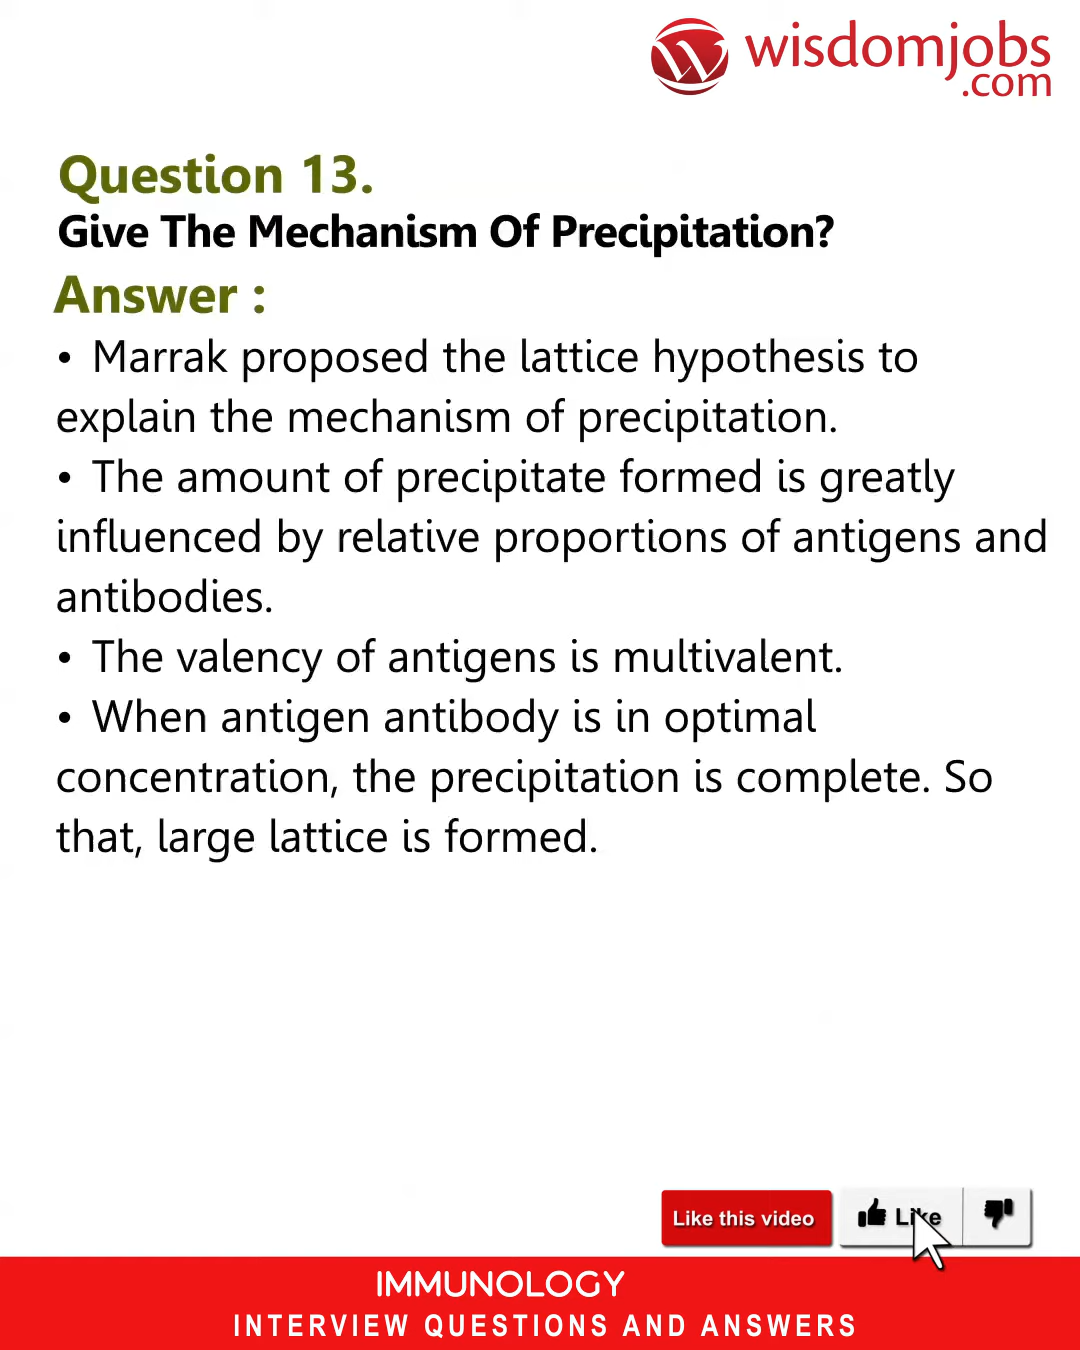 wisdomjobs
.com
Question 13.
Give The Mechanism Of Precipitation?
Answer :
• Marrak proposed the lattice hypothesis to
explain the mechanism of precipitation.
• The amount of precipitate formed is greatly
influenced by relative proportions of antigens and
antibodies.
• The valency of antigens is multivalent.
• When antigen antibody is in optimal
concentration, the precipitation is complete. So
that, large lattice is formed.
Like this video
Like
IMMUNOLOGY
INTERVIEW QUESTIONS AND ANSWERS